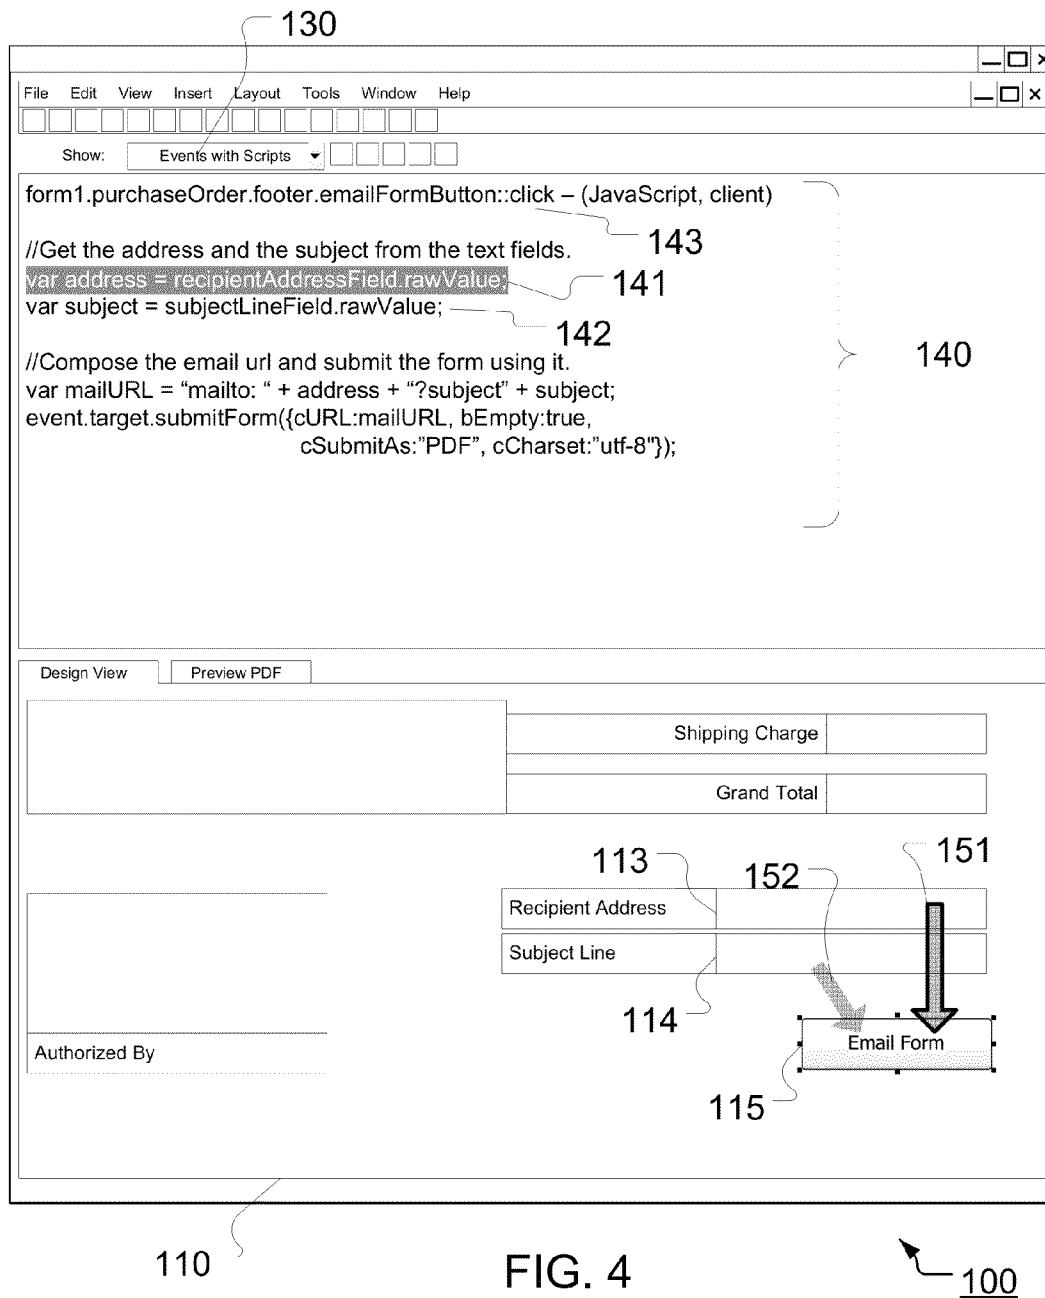 130
File Edit View Insert Layout Tools Window Help
Show: Events with Scripts
form1.purchaseOrder.footer.emailFormButton::click – (JavaScript, client)
143
//Get the address and the subject from the text fields.
var address = recipientAddressField.rawValue;
141
var subject = subjectLineField.rawValue;
142
140
//Compose the email url and submit the form using it.
var mailURL = “mailto: “ + address + “?subject” + subject;
event.target.submitForm({cURL:mailURL, bEmpty:true,
cSubmitAs:”PDF”, cCharset:”utf-8"});
Design View Preview PDF
Shipping Charge
Grand Total
113 152 151
Recipient Address
Subject Line
114
Email Form
Authorized By
115
110
FIG. 4
100